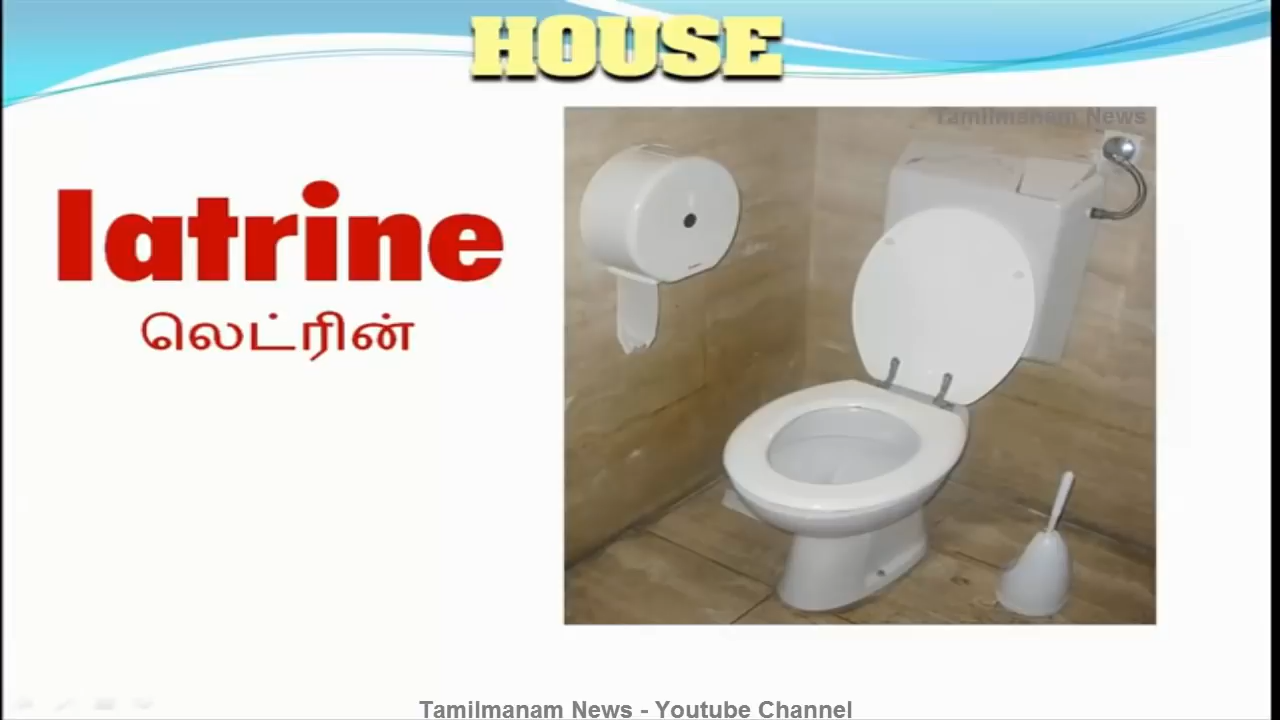 HOUSE
Tamilmanam News
latrine
லெட்ரின்
Tamilmanam News - Youtube Channel